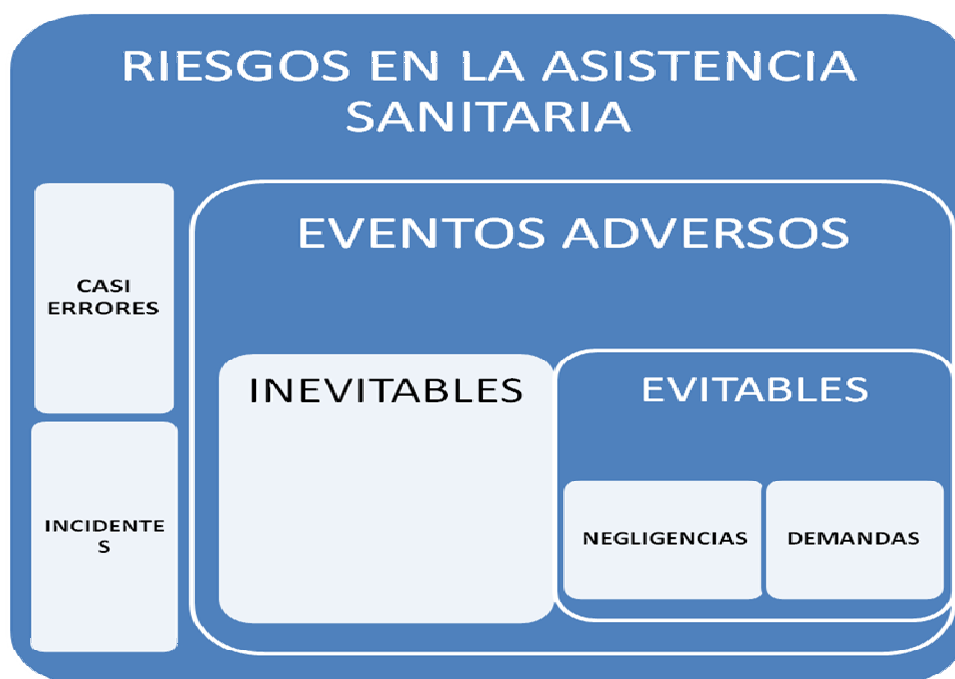 RIESGOS EN LA ASISTENCIA
SANITARIA
CASI
ERRORES
INCIDENTE
S
EVENTOS ADVERSOS
INEVITABLES
EVITABLES
NEGLIGENCIAS
DEMANDAS